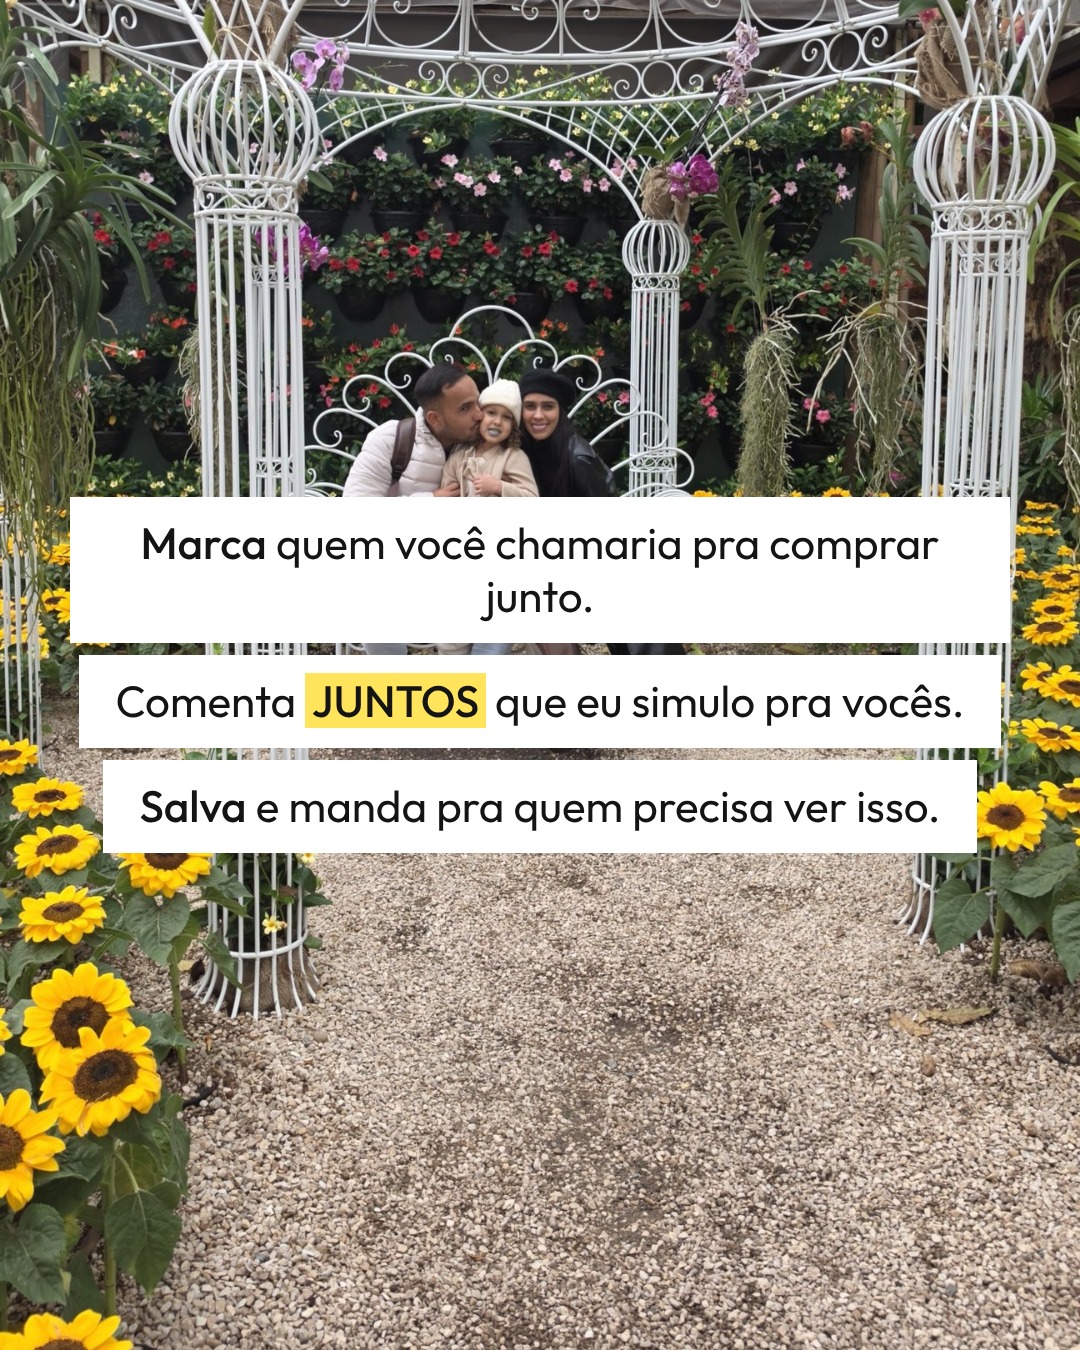 Marca quem você chamaria pra comprar
junto.
Comenta JUNTOS que eu simulo pra vocês.
Salva e manda pra quem precisa ver isso.